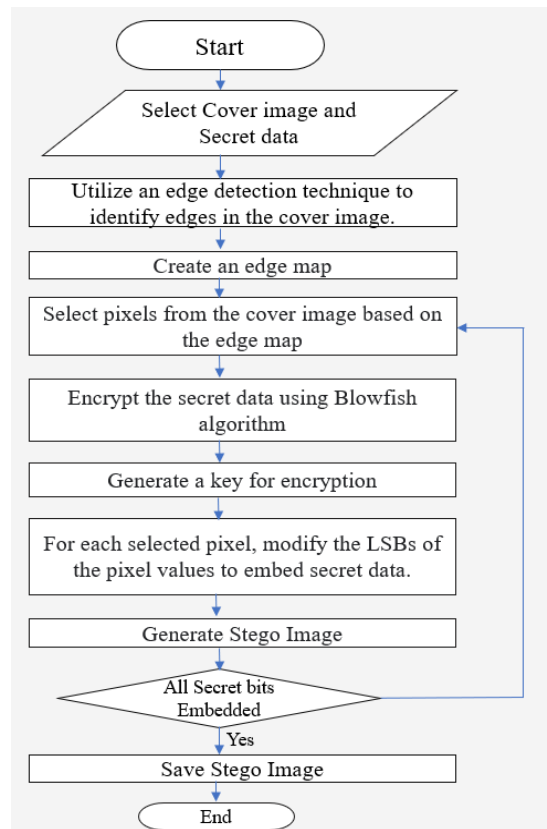 Start
Select Cover image and
Secret data
Utilize an edge detection technique to
identify edges in the cover image.
Create an edge map
Select pixels from the cover image based on
the edge map
Encrypt the secret data using Blowfish
algorithm
Generate a key for encryption
For each selected pixel, modify the LSBs of
the pixel values to embed secret data.
Generate Stego Image
All Secret bits
Embedded
Yes
Save Stego Image
End